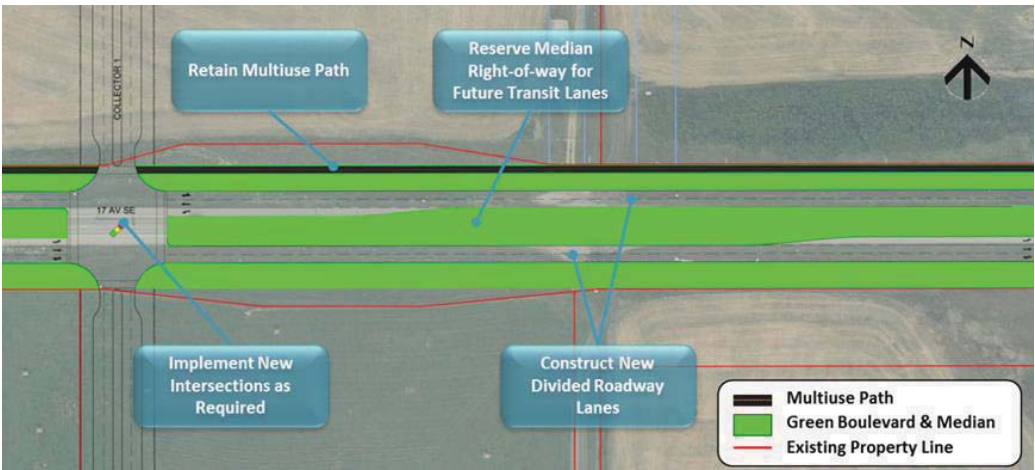 Retain Multiuse Path
Reserve Median
Right-of-way for
Future Transit Lanes
N
COLLECTOR 1
17 AV SE
Implement New
Intersections as
Required
Construct New
Divided Roadway
Lanes
Multiuse Path
Green Boulevard & Median
Existing Property Line